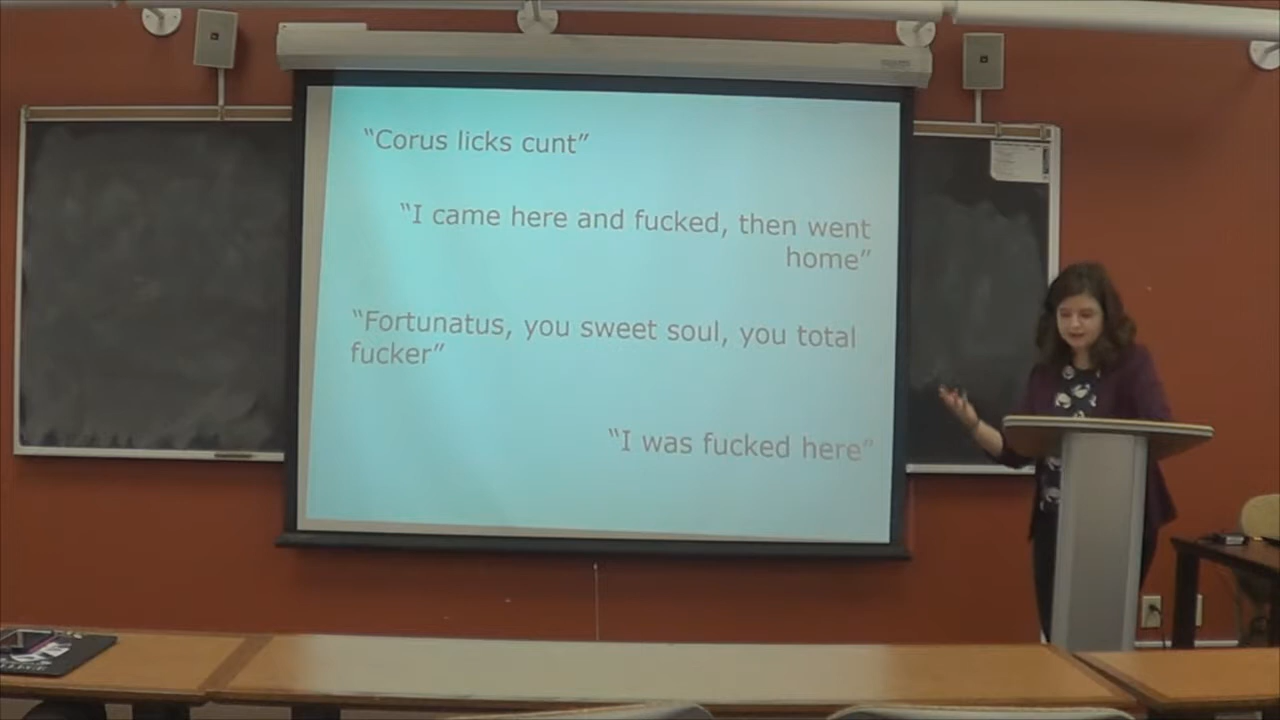 “Corus licks cunt”
“I came here and fucked, then went
home”
“Fortunatus, you sweet soul, you total
fucker”
“I was fucked here”